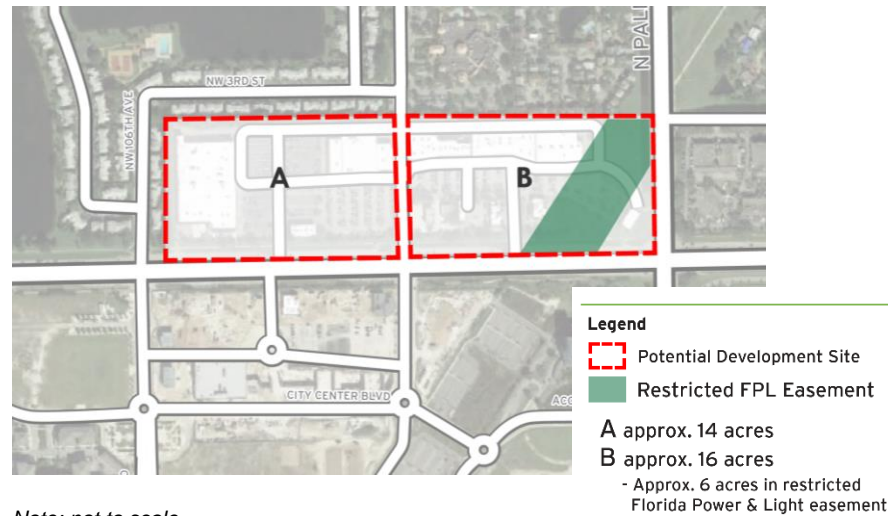 N PAL
NW 3RD ST
NW 106TH AVE
A
B
CITY CENTER BLVD
ACC
Legend
Potential Development Site
Restricted FPL Easement
A approx. 14 acres
B approx. 16 acres
- Approx. 6 acres in restricted
Florida Power & Light easement
Note: not to scale